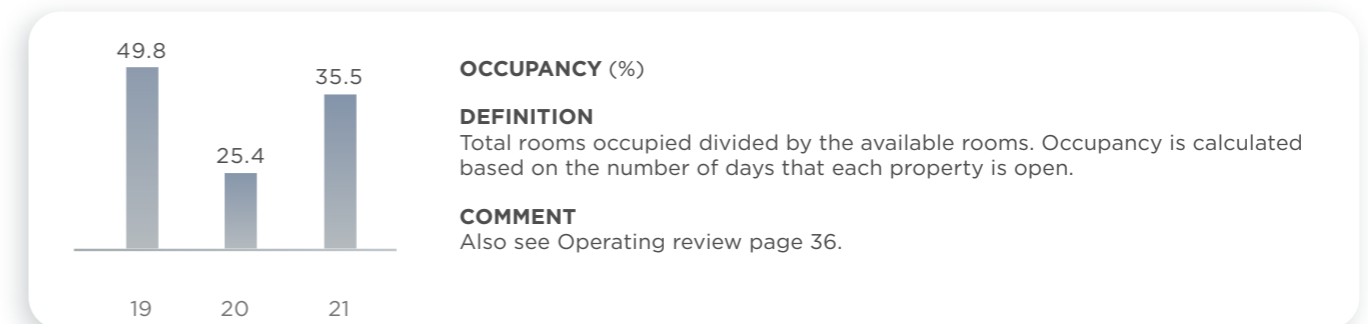 49.8
25.4
35.5
19
20
21
OCCUPANCY (%)
DEFINITION
Total rooms occupied divided by the available rooms. Occupancy is calculated
based on the number of days that each property is open.
COMMENT
Also see Operating review page 36.